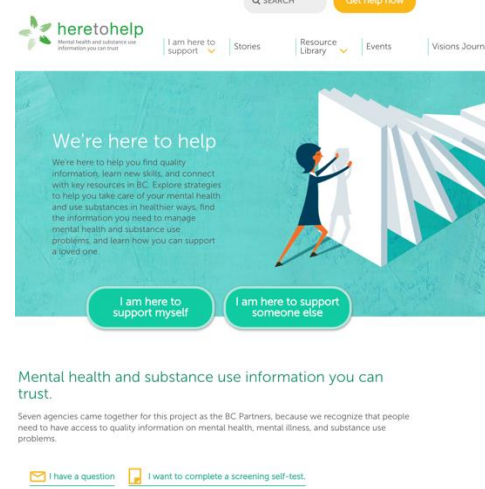 SEARCH
Get help now
heretohelp
Mental health and substance use
information you can trust
I am here to
support
Stories
Resource
Library
Events
Visions Journ
We're here to help
We're here to help you find quality
information, learn new skills, and connect
with key resources in BC. Explore strategies
to help you take care of your mental health
and use substances in healthier ways, find
the information you need to manage
mental health and substance use
problems, and learn how you can support
a loved one.
I am here to
support myself
I am here to support
someone else
Mental health and substance use information you can
trust.
Seven agencies came together for this project as the BC Partners, because we recognize that people
need to have access to quality information on mental health, mental illness, and substance use
problems.
I have a question
I want to complete a screening self-test.